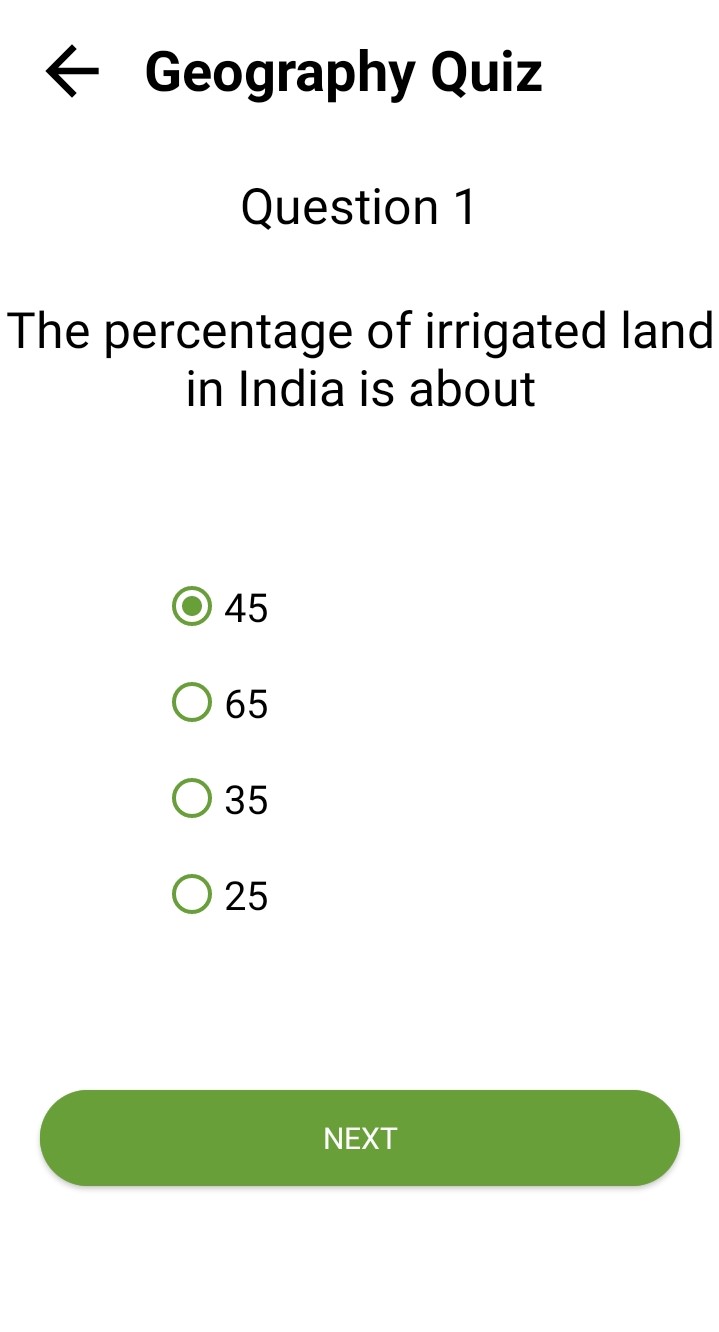 Geography Quiz
Question 1
The percentage of irrigated land
in India is about
45
65
35
25
NEXT